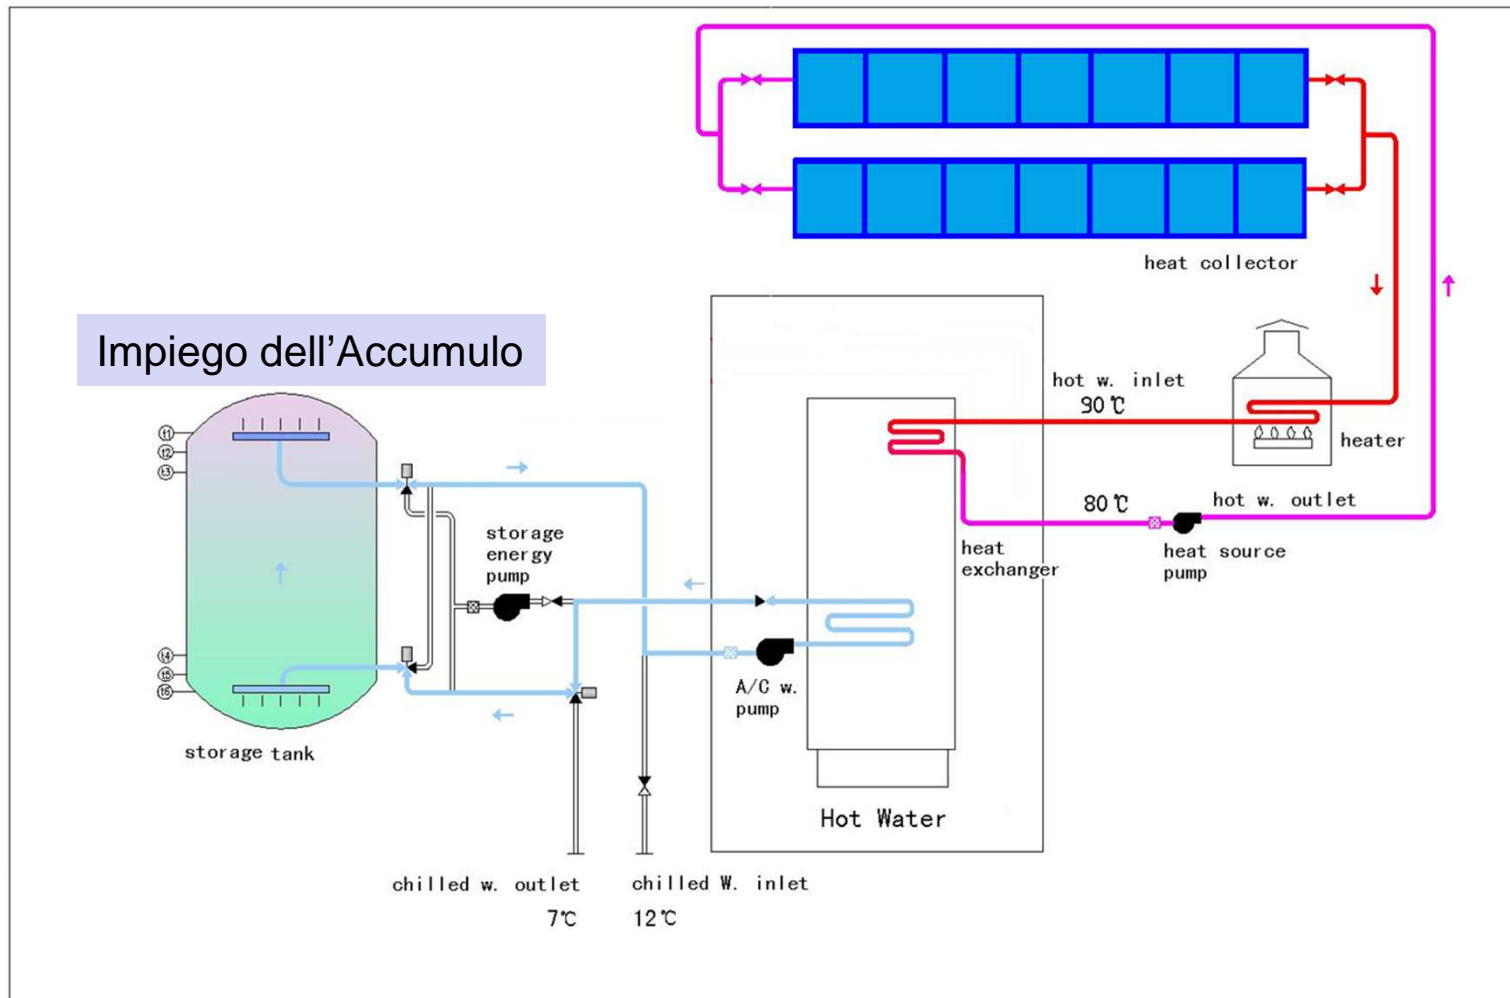 heat collector
Impiego dell’Accumulo
hot w. inlet
90℃
heater
t1
t2
t3
80℃
hot w. outlet
storage
energy
pump
heat
exchanger
heat source
pump
t4
t5
t6
A/C w.
pump
storage tank
Hot Water
chilled w. outlet
chilled W. inlet
7℃
12℃